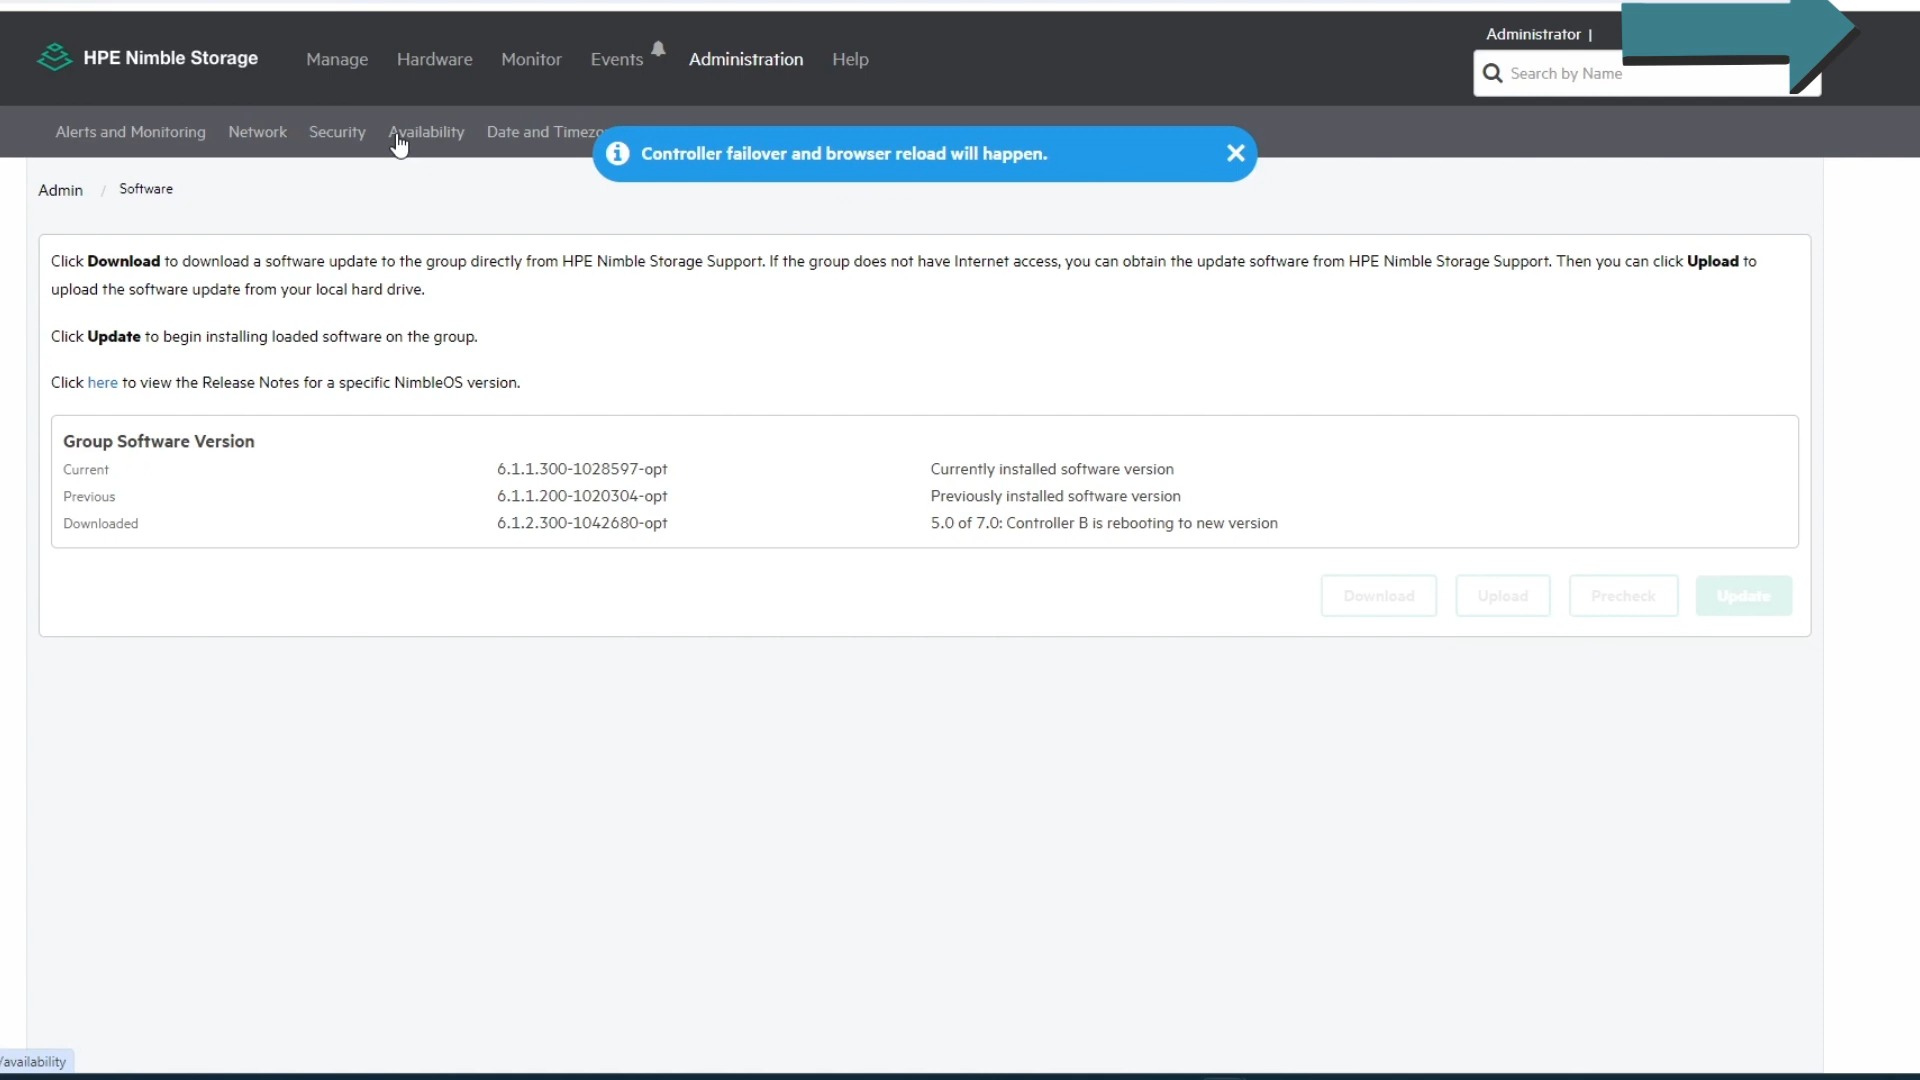 HPE Nimble Storage
Manage Hardware Monitor Events Administration Help
Administrator |
Search by Name
Alerts and Monitoring Network Security Availability Date and
Controller failover and browser reload will happen.
Admin / Software
Click Download to download a software update to the group directly from HPE Nimble Storage Support. If the group does not have Internet access, you can obtain the update software from HPE Nimble Storage Support. Then you can click Upload to
upload the software update from your local hard drive.
Click Update to begin installing loaded software on the group.
Click here to view the Release Notes for a specific NimbleOS version.
Group Software Version
Current 6.1.1.300-1028597-opt Currently installed software version
Previous 6.1.1.200-1020304-opt Previously installed software version
Downloaded 6.1.2.300-1042680-opt 5.0 of 7.0: Controller B is rebooting to new version
Download Upload Precheck Update
/availability